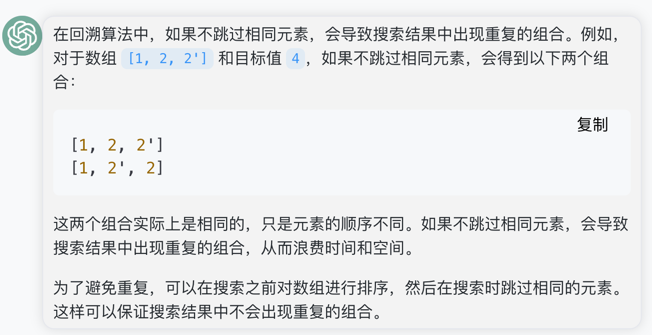 在回溯算法中，如果不跳过相同元素，会导致搜索结果中出现重复的组合。例如，
对于数组 [1, 2, 2'] 和目标值 4，如果不跳过相同元素，会得到以下两个组
合：
复制
[1, 2, 2']
[1, 2', 2]
这两个组合实际上是相同的，只是元素的顺序不同。如果不跳过相同元素，会导致
搜索结果中出现重复的组合，从而浪费时间和空间。
为了避免重复，可以在搜索之前对数组进行排序，然后在搜索时跳过相同的元素。
这样可以保证搜索结果中不会出现重复的组合。